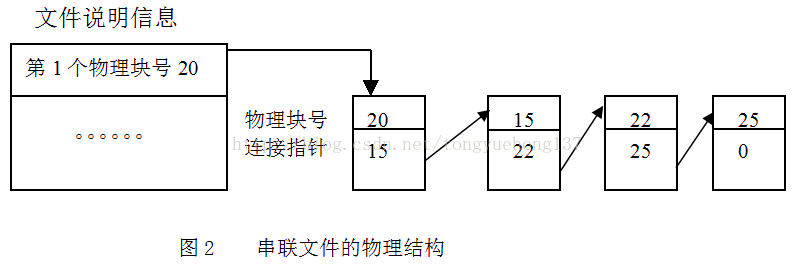 文件说明信息
第1个物理块号 20
。。。。。。
物理块号
连接指针
20
15
15
22
22
25
25
0
http://blog.csdn.net/tongyuehong137
图2 串联文件的物理结构